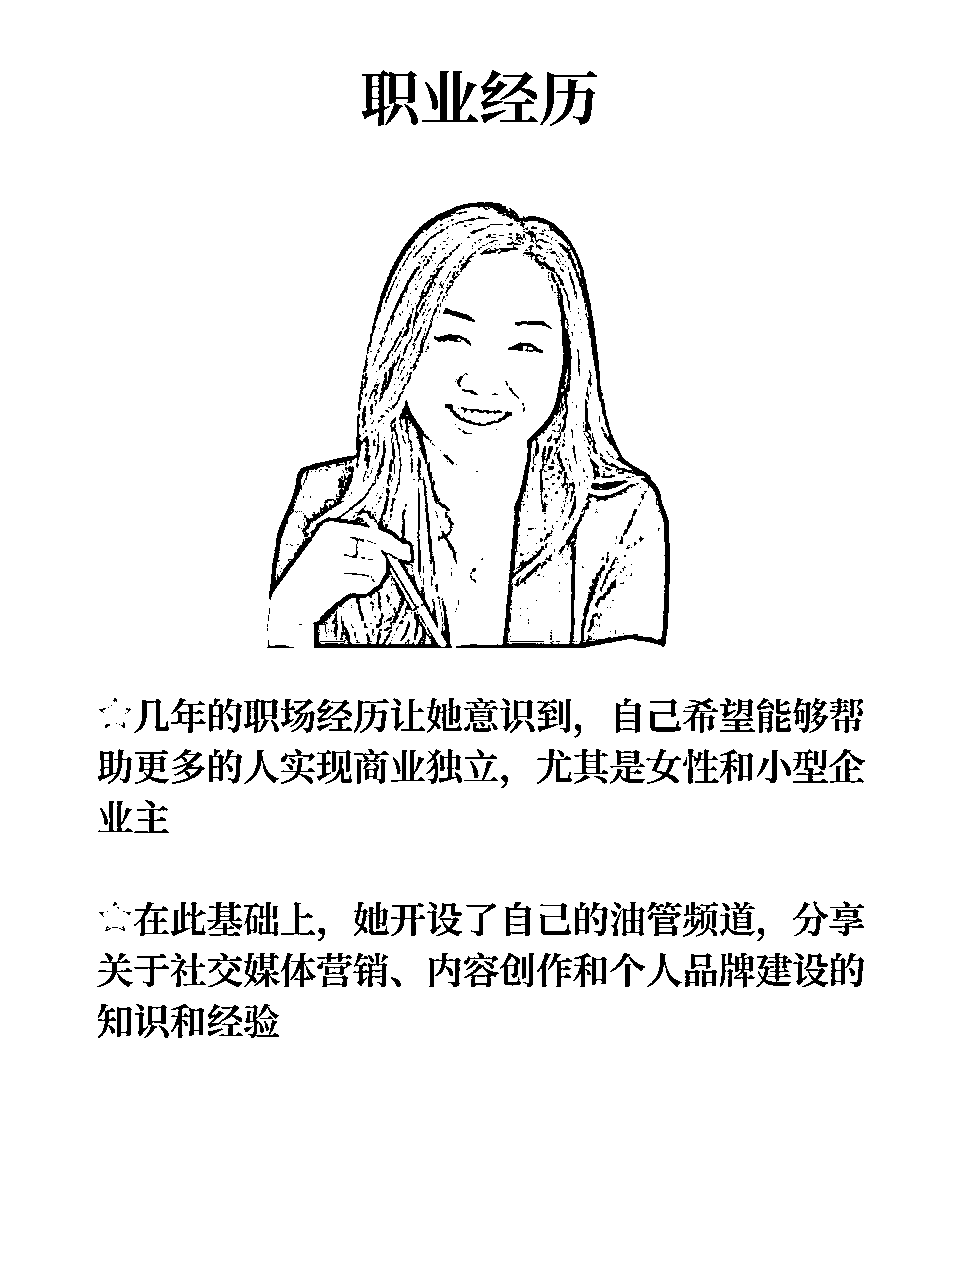 职业经历
☆几年的职场经历让她意识到，自己希望能够帮
助更多的人实现商业独立，尤其是女性和小型企
业主
☆在此基础上，她开设了自己的油管频道，分享
关于社交媒体营销、内容创作和个人品牌建设的
知识和经验